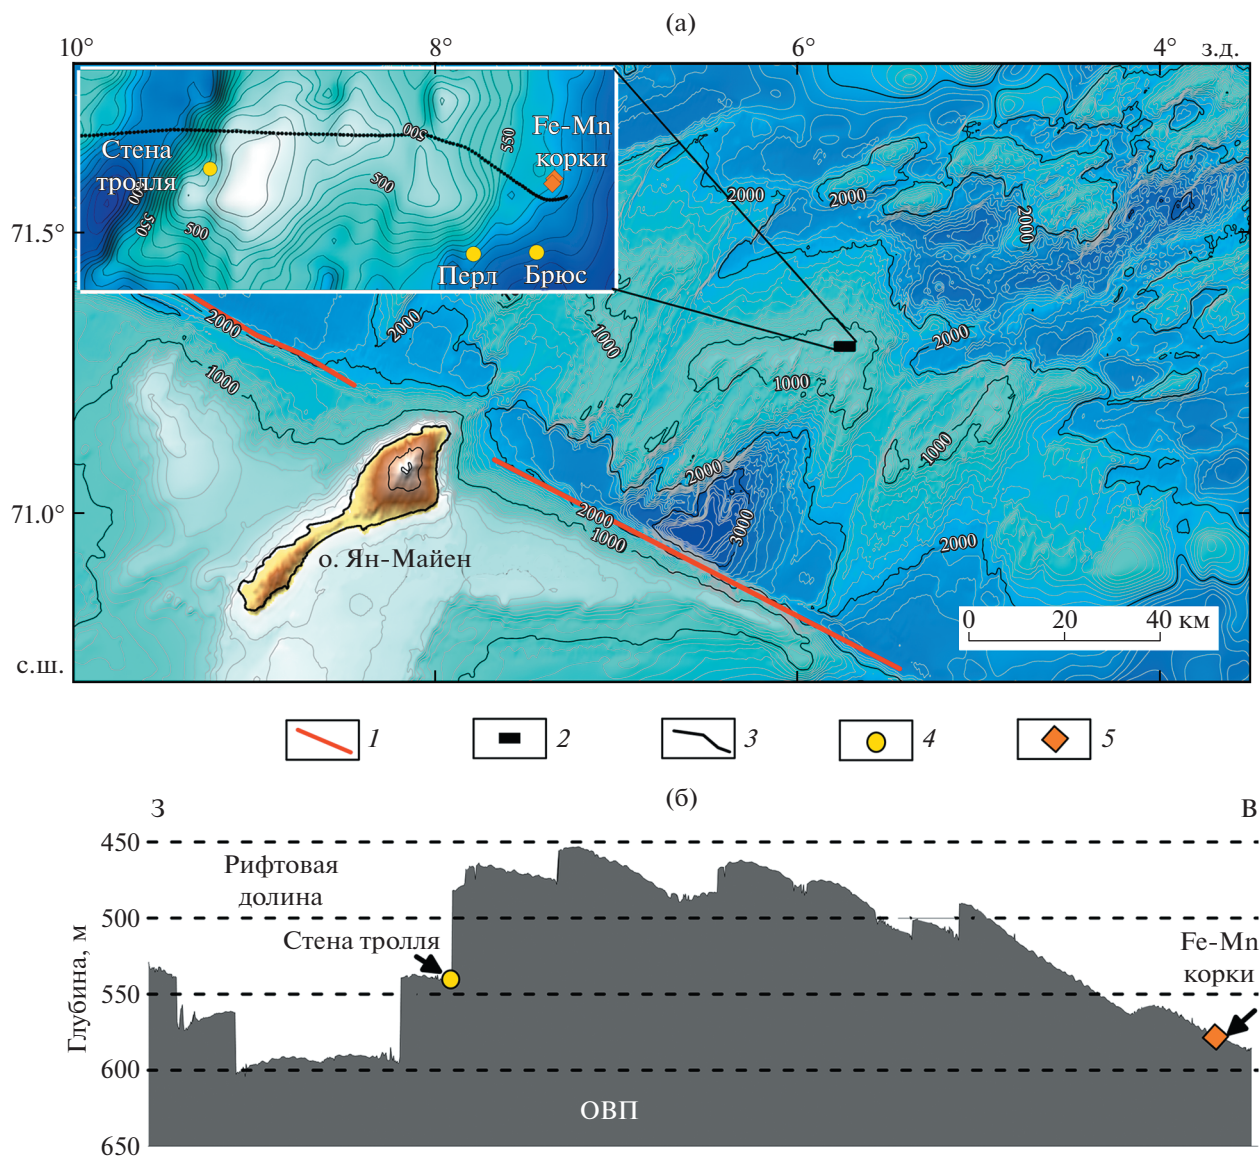 (а)
10°
8°
6°
4°
з.д.
Fe-Mn
корки
Стена
тролля
500
550
500
500
550
500
Перл
Брюс
71.5°
2000
2000
2000
2000
2000
1000
2000
1000
1000
1000
2000
3000
2000
1000
2000
71.0°
о. Ян-Майен
0
20
40 км
с.ш.
1
2
3
4
5
(б)
З
В
450
Рифтовая
долина
500
Стена тролля
Fe-Mn
корки
550
Глубина, м
600
ОВП
650